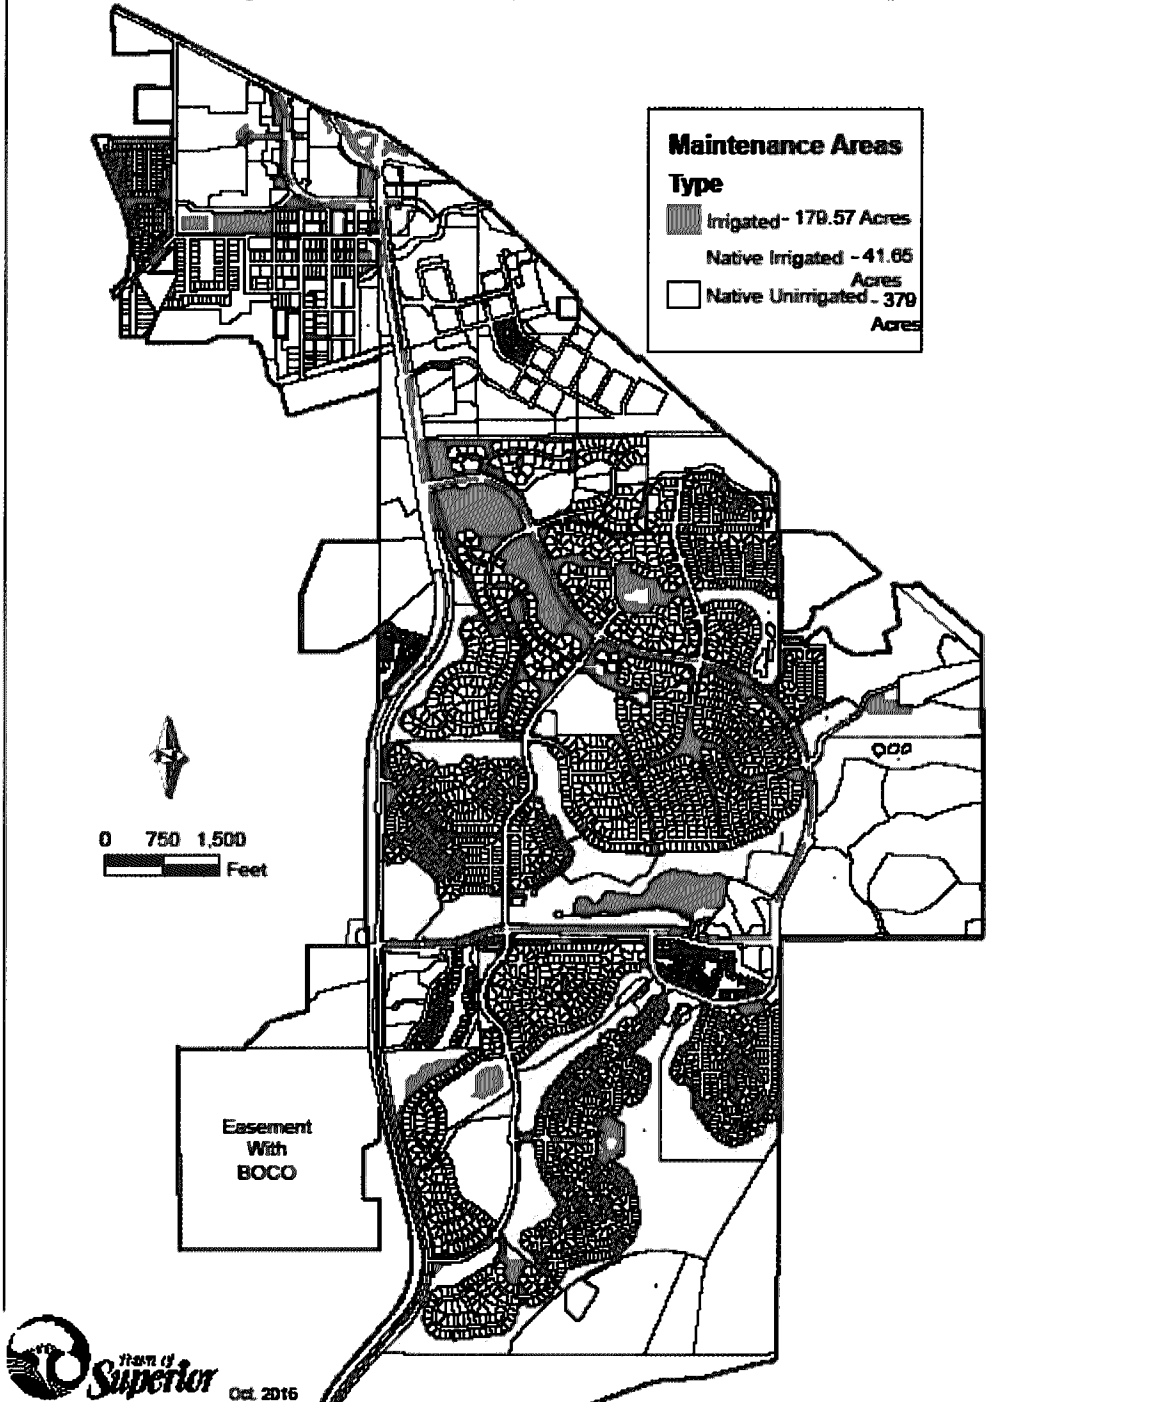 Maintenance Areas
Type
Irrigated- 179.57 Acres
Native Irrigated - 41.65
Acres
Native Unirrigated - 379
Acres
N
0 750 1,500
Feet
Easement
With
BOCO
Town of
Superior
Oct. 2015